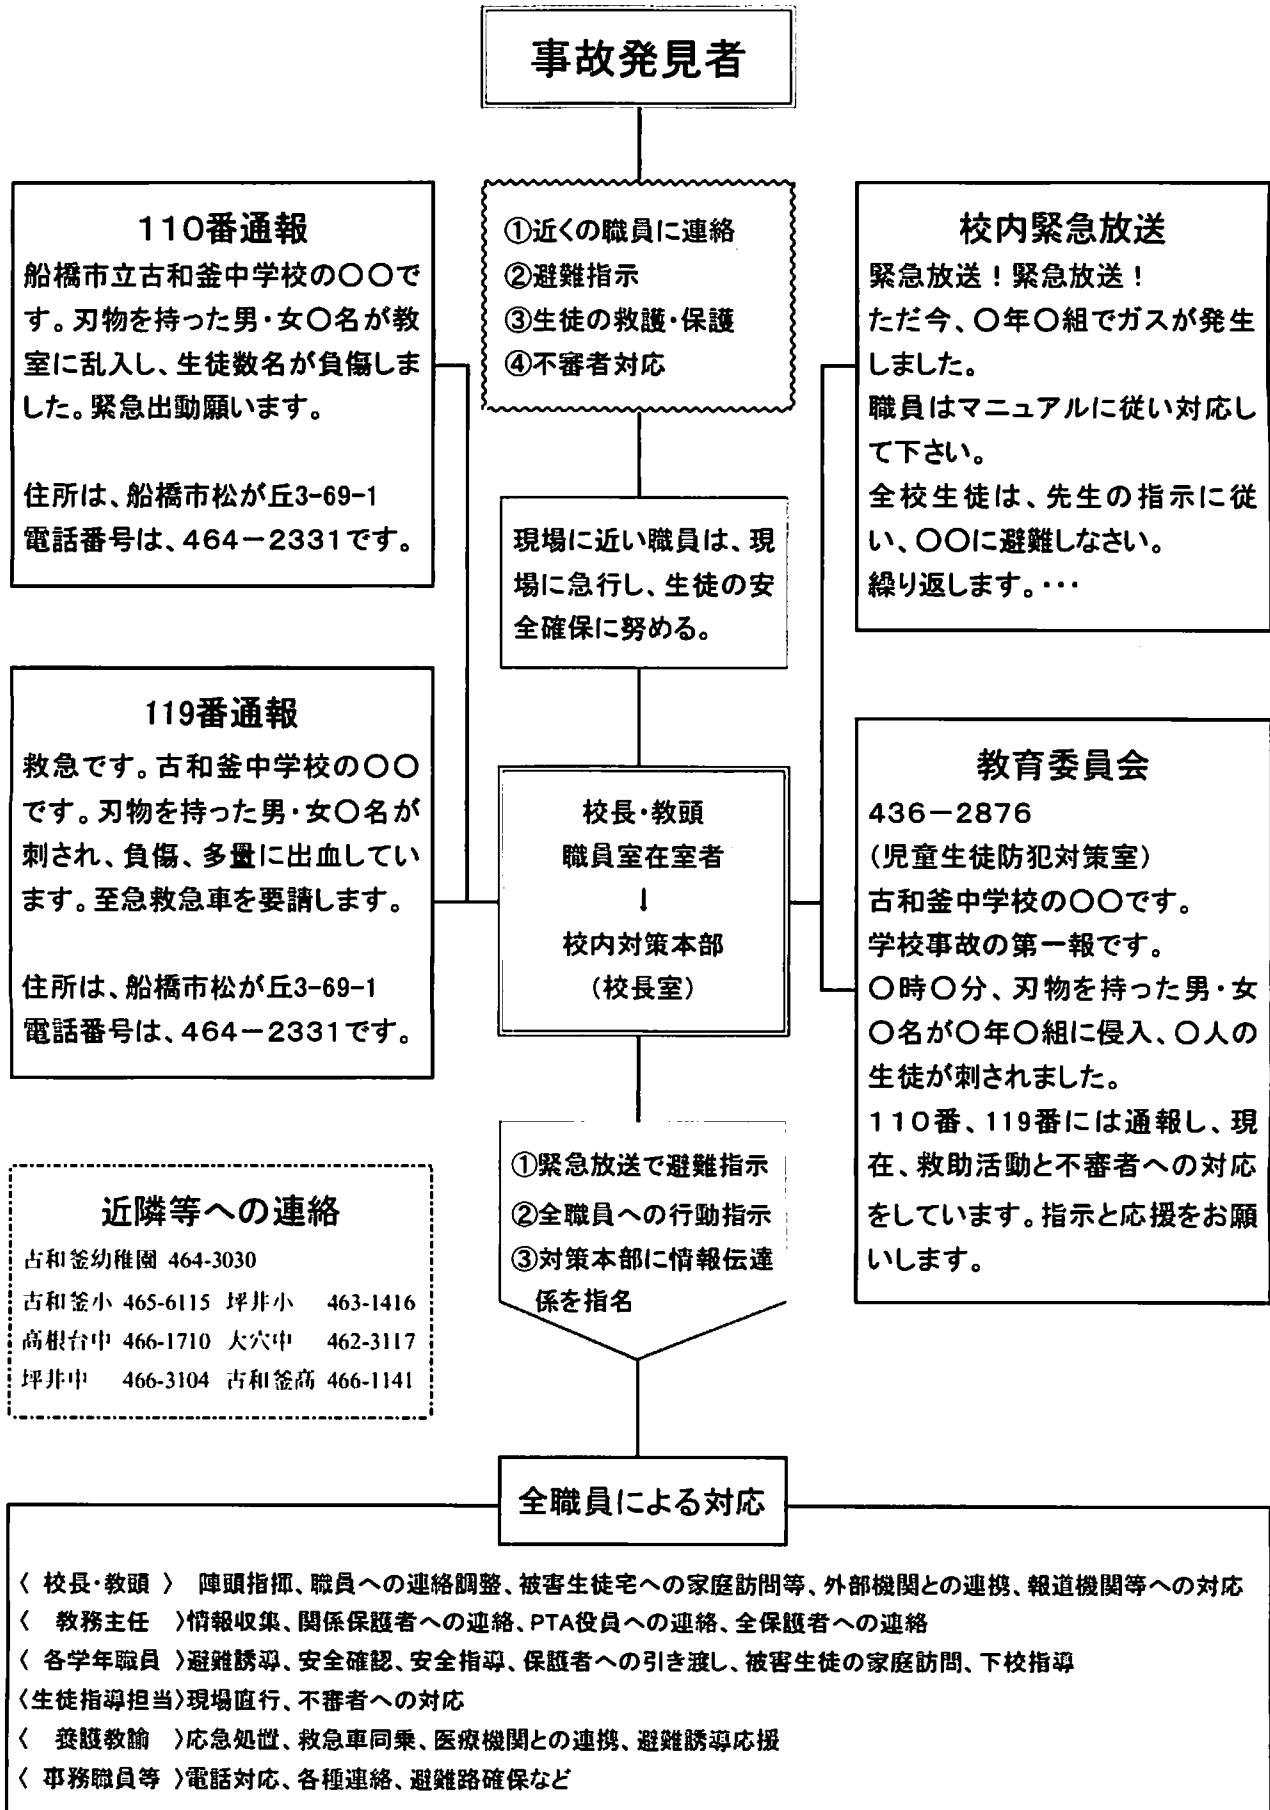 事故発見者
110番通報
船橋市立古和釜中学校の〇〇で
す。刃物を持った男・女〇名が教
室に乱入し、生徒数名が負傷しま
した。緊急出動願います。
住所は、船橋市松が丘3-69-1
電話番号は、464－2331です。
①近くの職員に連絡
②避難指示
③生徒の救護・保護
④不審者対応
校内緊急放送
緊急放送！緊急放送！
ただ今、〇年〇組でガスが発生
しました。
職員はマニュアルに従い対応し
て下さい。
全校生徒は、先生の指示に従
い、〇〇に避難しなさい。
繰り返します。・・・
現場に近い職員は、現
場に急行し、生徒の安
全確保に努める。
119番通報
救急です。古和釜中学校の〇〇
です。刃物を持った男・女〇名が
刺され、負傷、多量に出血してい
ます。至急救急車を要請します。
住所は、船橋市松が丘3-69-1
電話番号は、464－2331です。
校長・教頭
職員室在室者
↓
校内対策本部
（校長室）
教育委員会
436－2876
（児童生徒防犯対策室）
古和釜中学校の〇〇です。
学校事故の第一報です。
〇時〇分、刃物を持った男・女
〇名が〇年〇組に侵入、〇人の
生徒が刺されました。
110番、119番には通報し、現
在、救助活動と不審者への対応
をしています。指示と応援をお願
いします。
①緊急放送で避難指示
②全職員への行動指示
③対策本部に情報伝達
係を指名
近隣等への連絡
古和釜幼稚園 464-3030
古和釜小 465-6115 坪井小 463-1416
高根台中 466-1710 大穴中 462-3117
坪井中 466-3104 古和釜高 466-1141
全職員による対応
〈 校長・教頭 〉 陣頭指揮、職員への連絡調整、被害生徒宅への家庭訪問等、外部機関との連携、報道機関等への対応
〈 教務主任 〉情報収集、関係保護者への連絡、PTA役員への連絡、全保護者への連絡
〈 各学年職員 〉避難誘導、安全確認、安全指導、保護者への引き渡し、被害生徒の家庭訪問、下校指導
〈生徒指導担当〉現場直行、不審者への対応
〈 養護教諭 〉応急処置、救急車同乗、医療機関との連携、避難誘導応援
〈 事務職員等 〉電話対応、各種連絡、避難路確保など